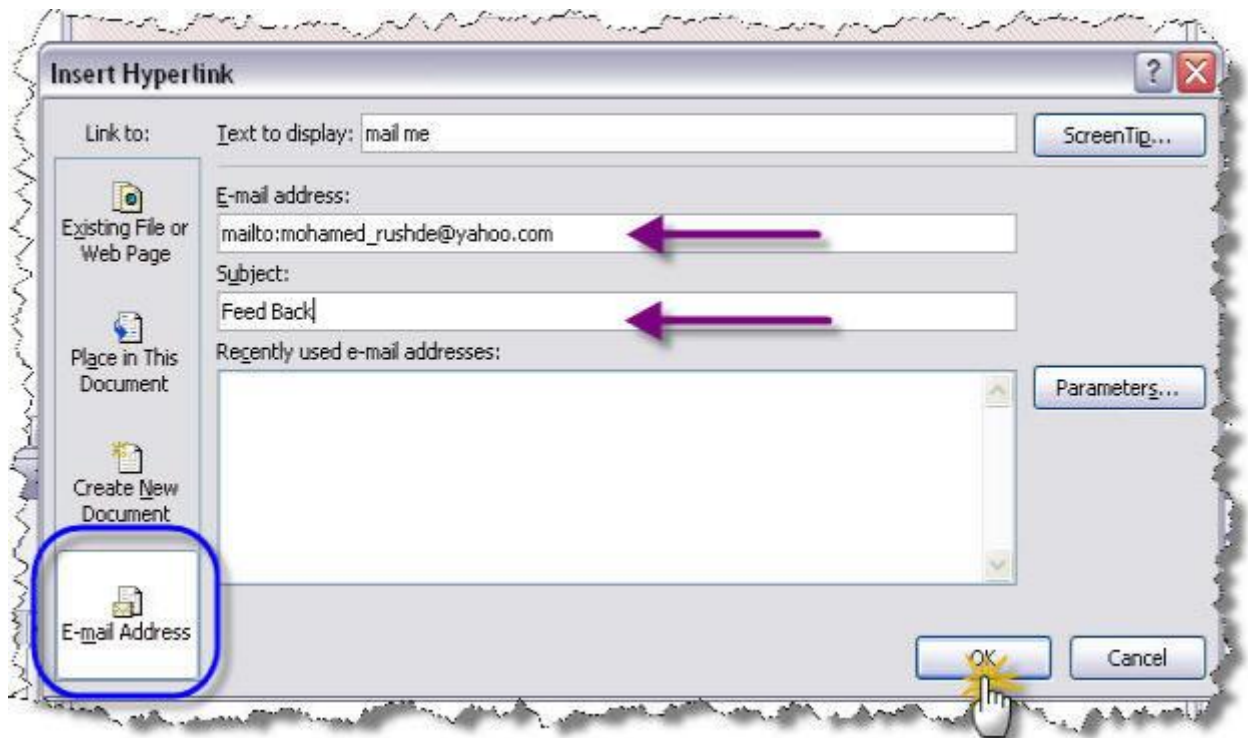 Insert Hyperlink
?
Link to:
Text to display: mail me
ScreenTip...
Existing File or
Web Page
E-mail address:
mailto:mohamed_rushde@yahoo.com
Subject:
Feed Back
Place in This
Document
Recently used e-mail addresses:
Parameters...
Create New
Document
E-mail Address
OK
Cancel